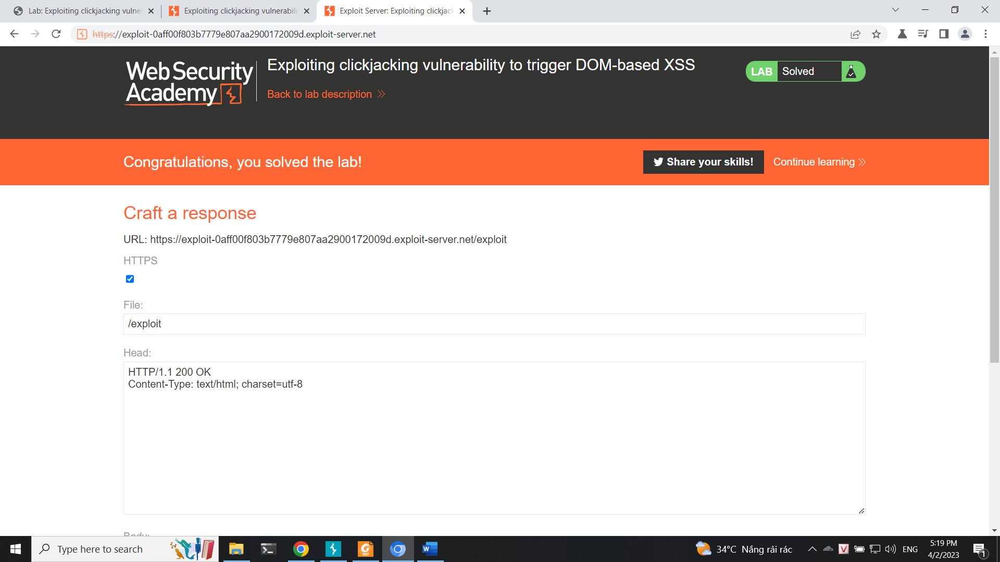 Lab: Exploiting clickjacking vulner
Exploiting clickjacking vulnerabili
Exploit Server: Exploiting clickjack
https://exploit-0aff00f803b7779e807aa2900172009d.exploit-server.net
Web Security
Academy
Exploiting clickjacking vulnerability to trigger DOM-based XSS
Back to lab description
LAB Solved
Congratulations, you solved the lab!
Share your skills!
Continue learning
Craft a response
URL: https://exploit-0aff00f803b7779e807aa2900172009d.exploit-server.net/exploit
HTTPS
File:
/exploit
Head:
HTTP/1.1 200 OK
Content-Type: text/html; charset=utf-8
Body:
Type here to search
PDF
W
34°C Nắng rải rác
V
ENG
5:19 PM
4/2/2023
1